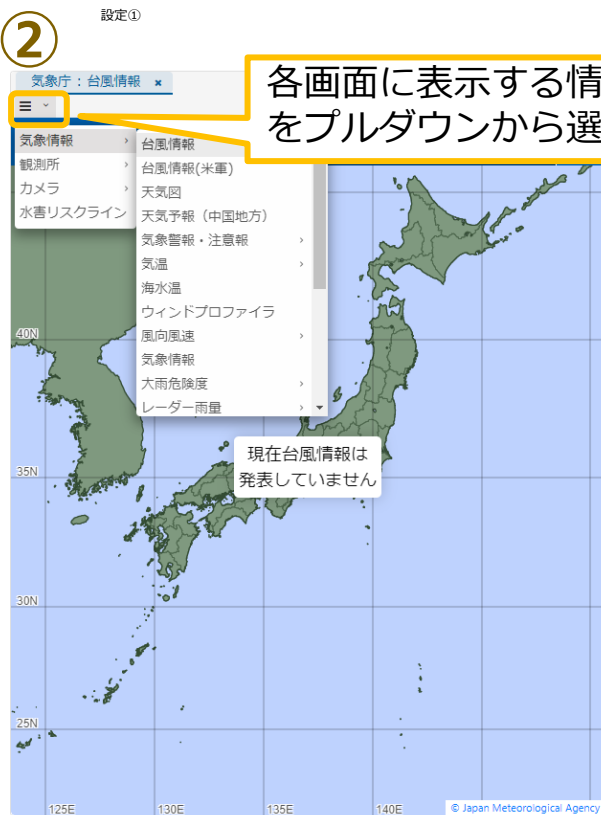 設定①
②
気象庁：台風情報 ×
各画面に表示する情
をプルダウンから選
気象情報
観測所
カメラ
水害リスクライン
台風情報
台風情報(米軍)
天気図
天気予報（中国地方）
気象警報・注意報
気温
海水温
ウィンドプロファイラ
風向風速
気象情報
大雨危険度
レーダー雨量
現在台風情報は
発表していません
40N
35N
30N
25N
125E 130E 135E 140E
© Japan Meteorological Agency